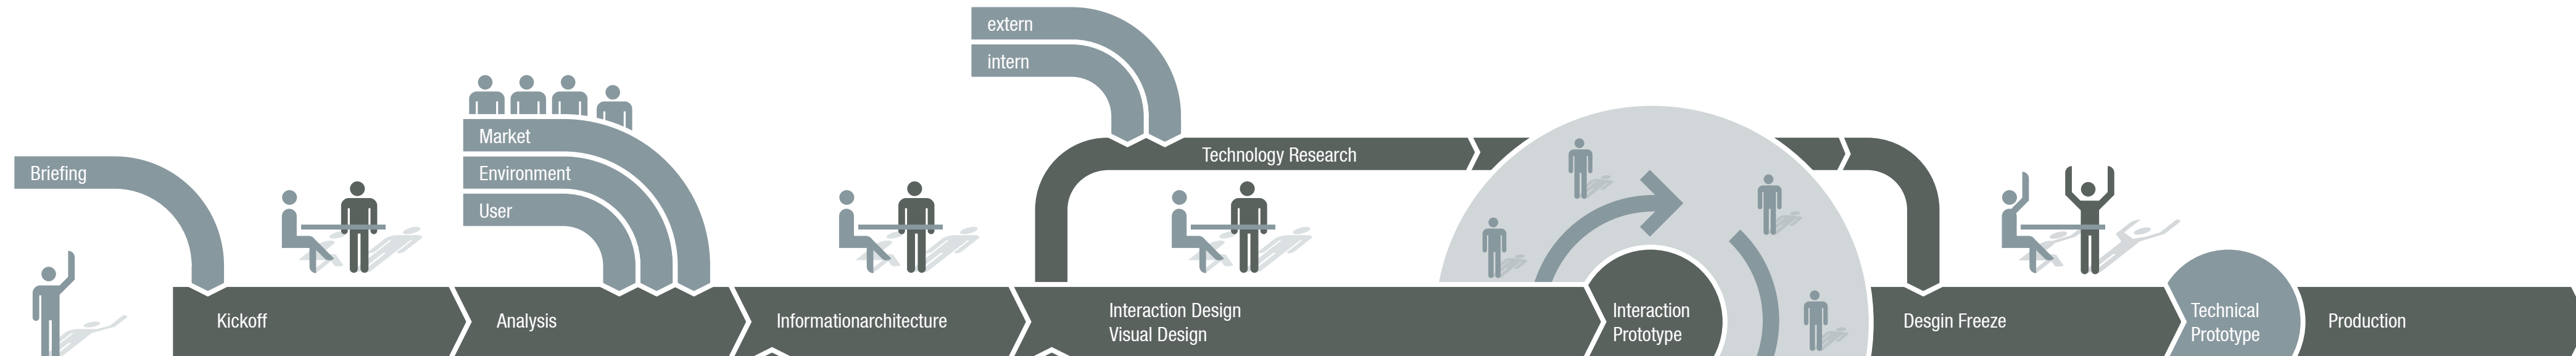 extern
intern
Market
Environment
User
Briefing
Technology Research
Kickoff
Analysis
Informationarchitecture
Interaction Design
Visual Design
Interaction
Prototype
Desgin Freeze
Technical
Prototype
Production